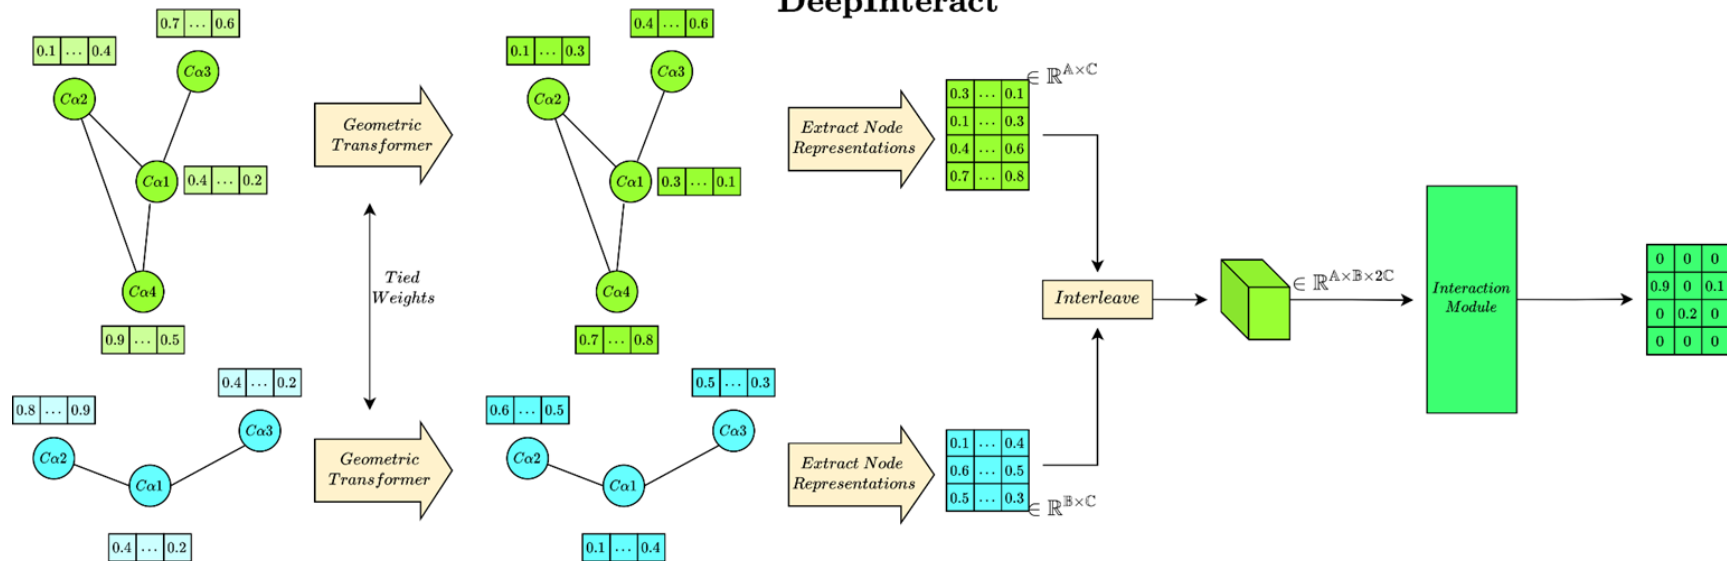 DeepInteract
0.7 ... 0.6
0.1 ... 0.4
Cα3
Cα2
Cα1
0.4 ... 0.2
Cα4
0.9 ... 0.5
Geometric
Transformer
Tied
Weights
0.4 ... 0.6
0.1 ... 0.3
Cα3
Cα2
Cα1
0.3 ... 0.1
Cα4
0.7 ... 0.8
Extract Node
Representations
∈ ℝ^{𝔸×ℂ}
0.3 ... 0.1
0.1 ... 0.3
0.4 ... 0.6
0.7 ... 0.8
0.4 ... 0.2
0.8 ... 0.9
Cα3
Cα2
Cα1
0.4 ... 0.2
Geometric
Transformer
0.5 ... 0.3
0.6 ... 0.5
Cα3
Cα2
Cα1
0.1 ... 0.4
Extract Node
Representations
0.1 ... 0.4
0.6 ... 0.5
0.5 ... 0.3
∈ ℝ^{𝔹×ℂ}
Interleave
∈ ℝ^{𝔸×𝔹×2ℂ}
Interaction
Module
0 0 0
0.9 0 0.1
0 0.2 0
0 0 0